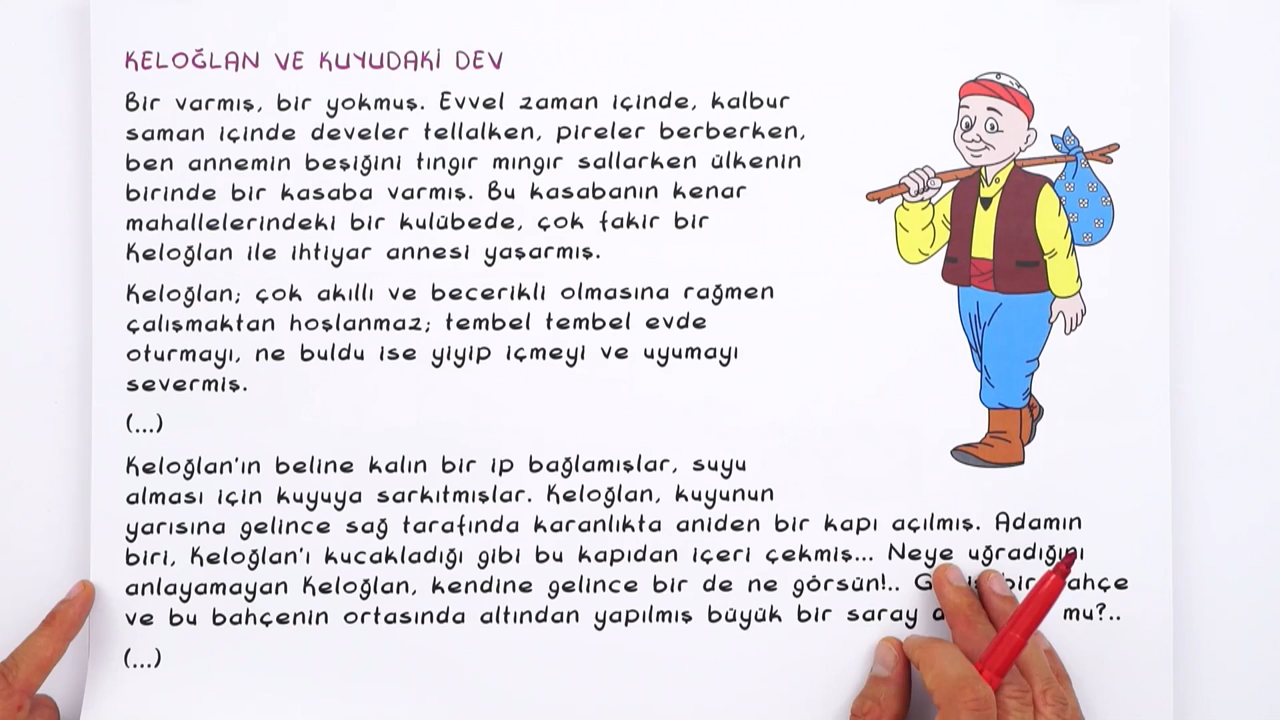 KELOĞLAN VE KUYUDAKİ DEV
Bir varmış, bir yokmuş. Evvel zaman içinde, kalbur
saman içinde develer tellalken, pireler berberken,
ben annemin beşiğini tıngır mıngır sallarken ülkenin
birinde bir kasaba varmış. Bu kasabanın kenar
mahallelerindeki bir kulübede, çok fakir bir
Keloğlan ile ihtiyar annesi yaşarmış.
Keloğlan; çok akıllı ve becerikli olmasına rağmen
çalışmaktan hoşlanmaz; tembel tembel evde
oturmayı, ne buldu ise yiyip içmeyi ve uyumayı
severmiş.
(...)
Keloğlan'ın beline kalın bir ip bağlamışlar, suyu
alması için kuyuya sarkıtmışlar. Keloğlan, kuyunun
yarısına gelince sağ tarafında karanlıkta aniden bir kapı açılmış. Adamın
biri, Keloğlan'ı kucakladığı gibi bu kapıdan içeri çekmiş... Neye uğradığını
anlayamayan Keloğlan, kendine gelince bir de ne görsün!.. bir
ve bu bahçenin ortasında altından yapılmış büyük bir saray mu?..
(...)